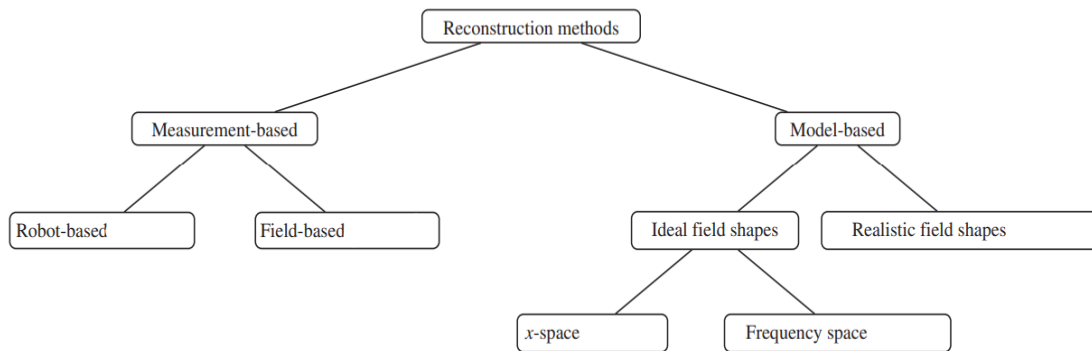 Reconstruction methods
Measurement-based
Model-based
Robot-based
Field-based
Ideal field shapes
Realistic field shapes
x-space
Frequency space